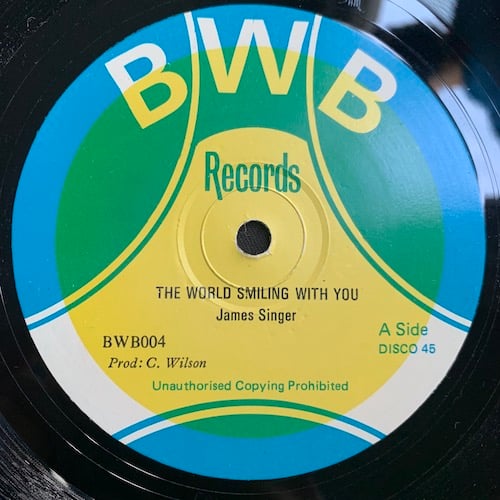 BWB
Records
THE WORLD SMILING WITH YOU
James Singer
BWB004
Prod: C. Wilson
A Side
DISCO 45
Unauthorised Copying Prohibited